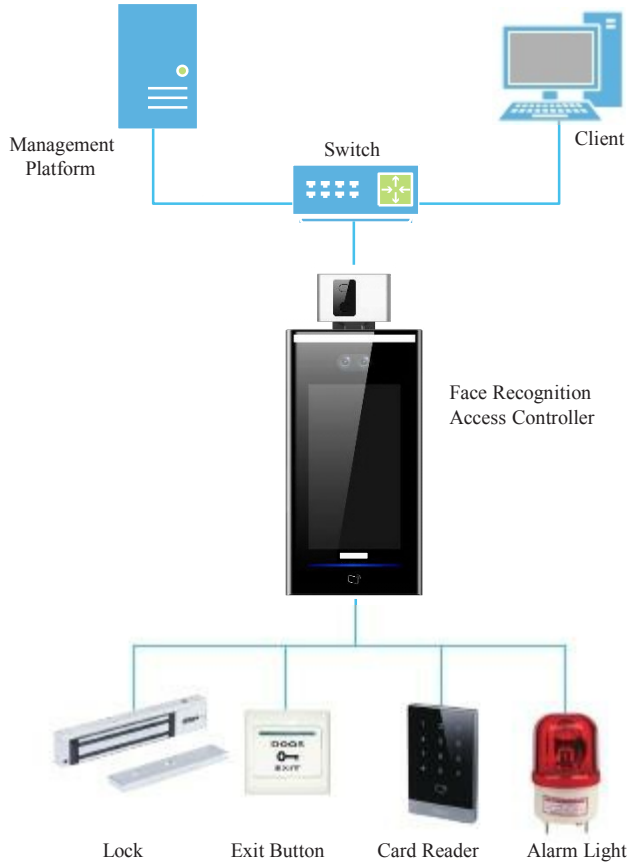 Management
Platform
Switch
Client
Face Recognition
Access Controller
DOOR
EXIT
Lock
Exit Button
Card Reader
Alarm Light